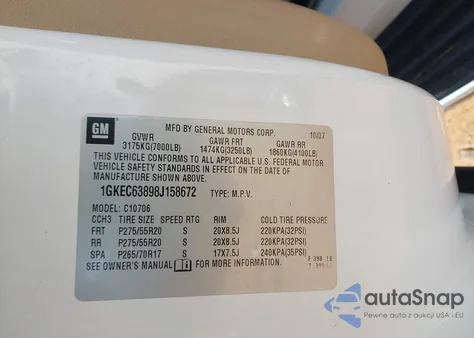 GM
MFD BY GENERAL MOTORS CORP. 10/07
GVWR GAWR FRT GAWR RR
3175KG(7000LB) 1474KG(3250LB) 1860KG(4100LB)
THIS VEHICLE CONFORMS TO ALL APPLICABLE U.S. FEDERAL MOTOR
VEHICLE SAFETY STANDARDS IN EFFECT ON THE DATE OF
MANUFACTURE SHOWN ABOVE.
1GKEC63898J158672 TYPE: M.P.V.
MODEL: C10706
CCH3 TIRE SIZE SPEED RTG RIM COLD TIRE PRESSURE
FRT P275/55R20 S 20X8.5J 220KPA(32PSI)
RR P275/55R20 S 20X8.5J 220KPA(32PSI)
SPA P265/70R17 S 17X7.5J 240KPA(35PSI)
SEE OWNER'S MANUAL FOR MORE INFORMATION.
autaSnap
Pewne auta z aukcji USA i EU